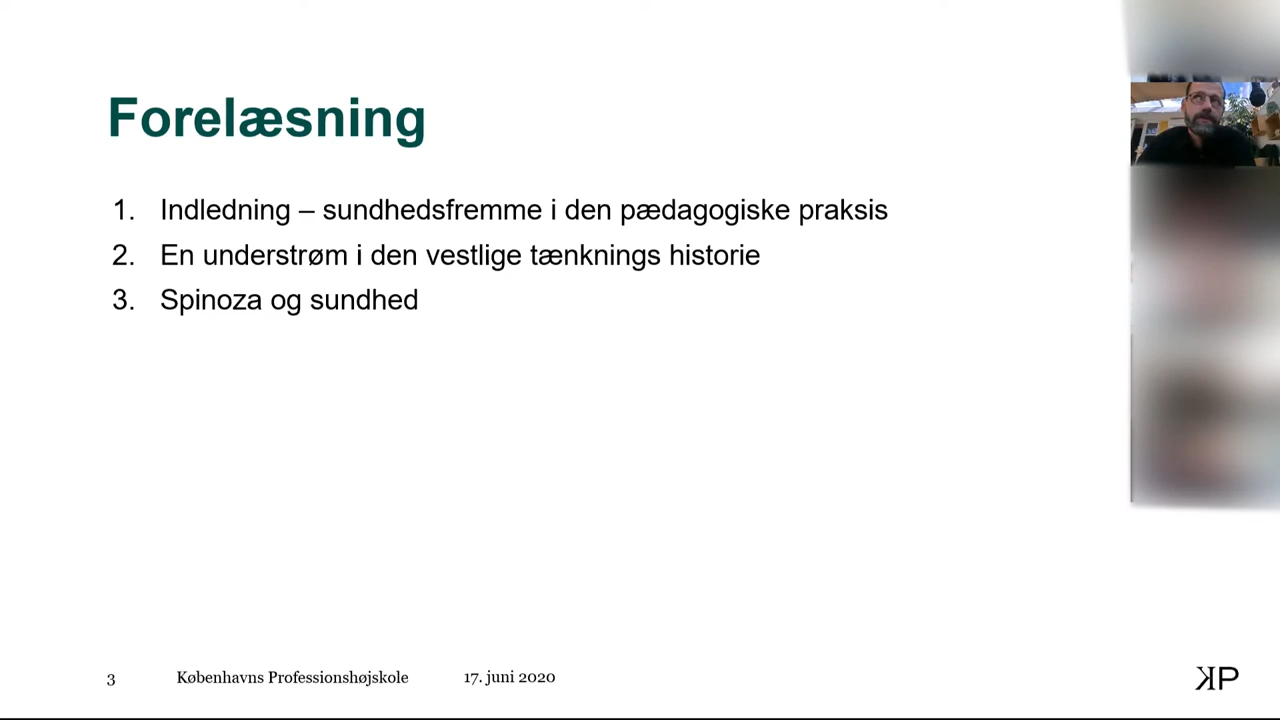 Forelæsning
1. Indledning – sundhedsfremme i den pædagogiske praksis
2. En understrøm i den vestlige tænknings historie
3. Spinoza og sundhed
3 Københavns Professionshøjskole 17. juni 2020
KP